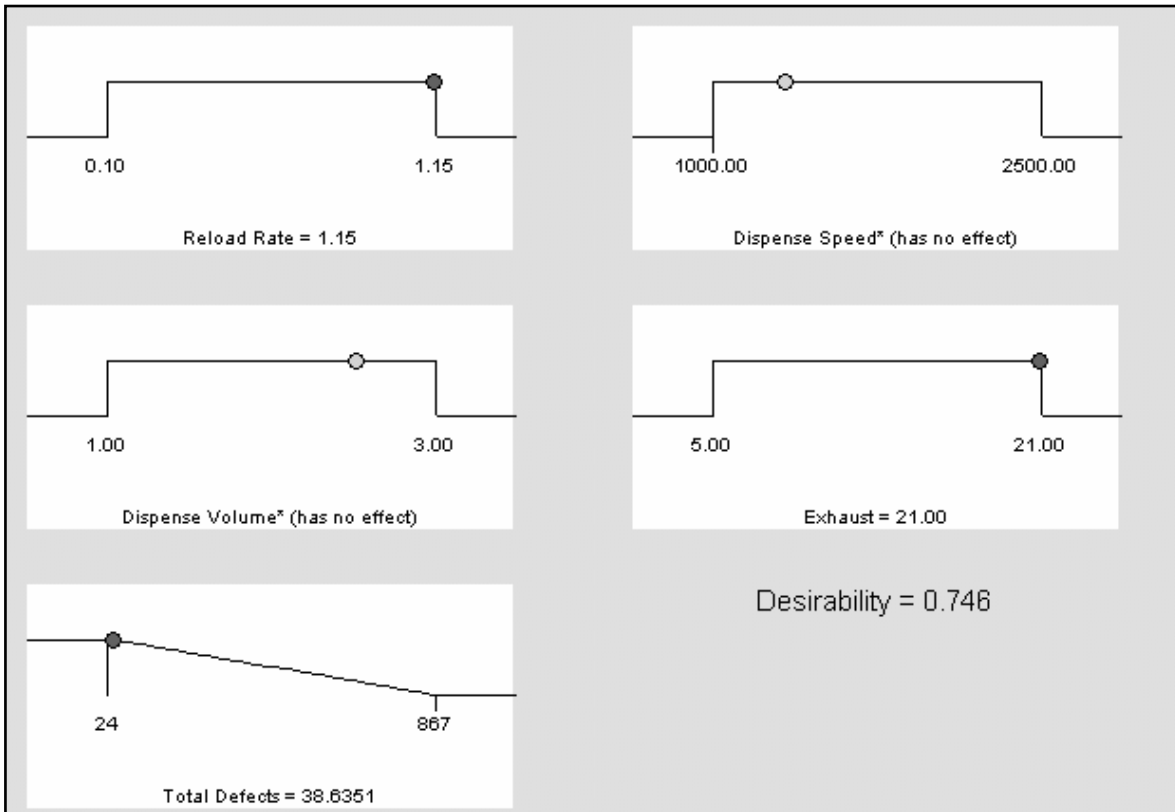 0.10 1.15
Reload Rate = 1.15
1000.00 2500.00
Dispense Speed* (has no effect)
1.00 3.00
Dispense Volume* (has no effect)
5.00 21.00
Exhaust = 21.00
24 867
Total Defects = 38.6351
Desirability = 0.746